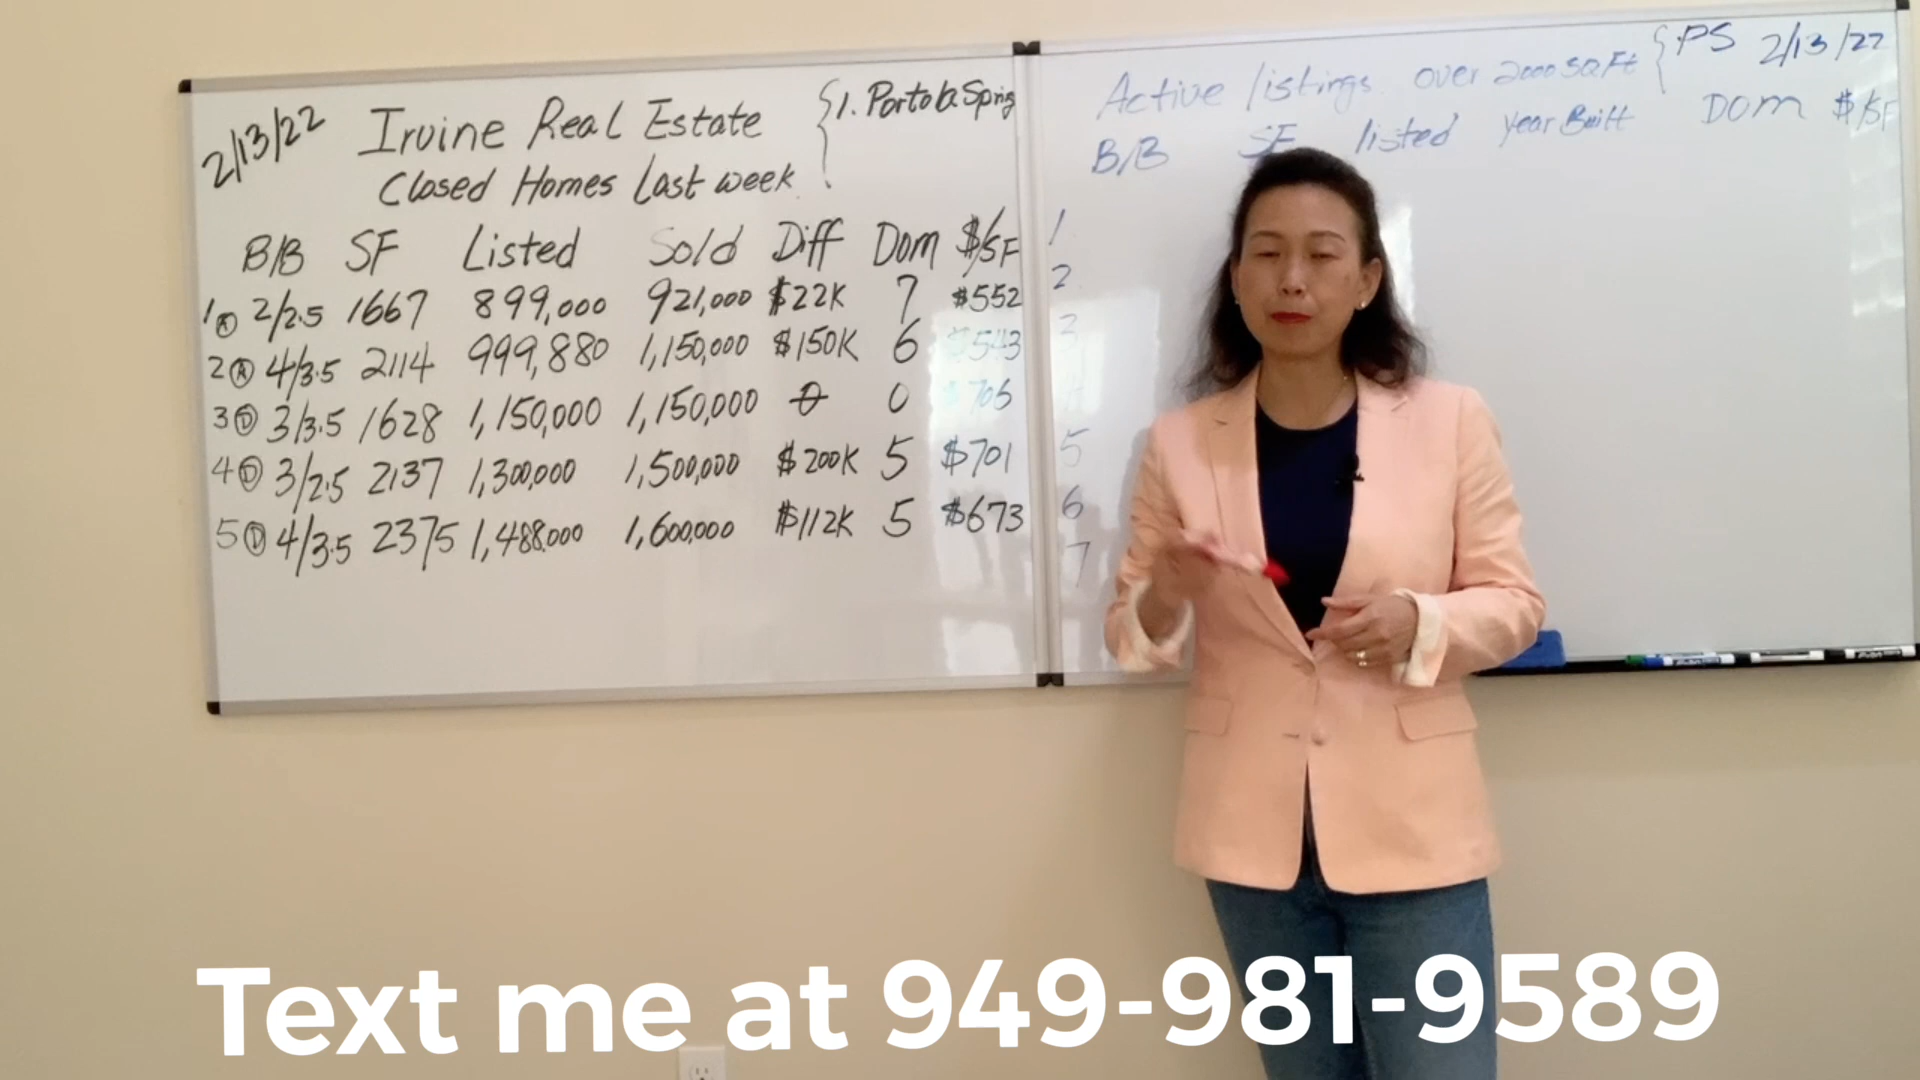 2/13/22 Irvine Real Estate { 1. Portola Spring
Closed Homes Last week
B/B SF Listed Sold Diff Dom $/SF
1 Ⓐ 2/2.5 1667 899,000 921,000 $22K 7 $552
2 Ⓐ 4/3.5 2114 999,880 1,150,000 $150K 6 $543
3 Ⓓ 3/3.5 1628 1,150,000 1,150,000 0 0 $706
4 Ⓓ 3/2.5 2137 1,300,000 1,500,000 $200K 5 $701
5 Ⓓ 4/3.5 2375 1,488,000 1,600,000 $112K 5 $673
Active listings over 2000 SQ Ft { PS 2/13/22
B/B SF listed year Built DOM $/SF
1.
2.
3
4
5
6
7
Text me at 949-981-9589